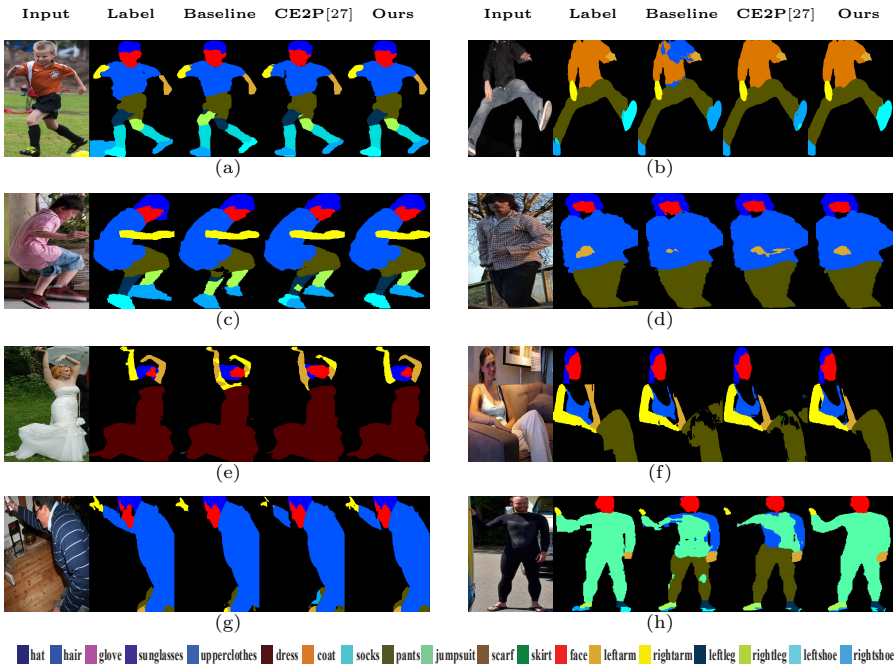 Input Label Baseline CE2P[27] Ours Input Label Baseline CE2P[27] Ours
(a) (b)
(c) (d)
(e) (f)
(g) (h)
hat hair glove sunglasses upperclothes dress coat socks pants jumpsuit scarf skirt face leftarm rightarm leftleg rightleg leftshoe rightshoe